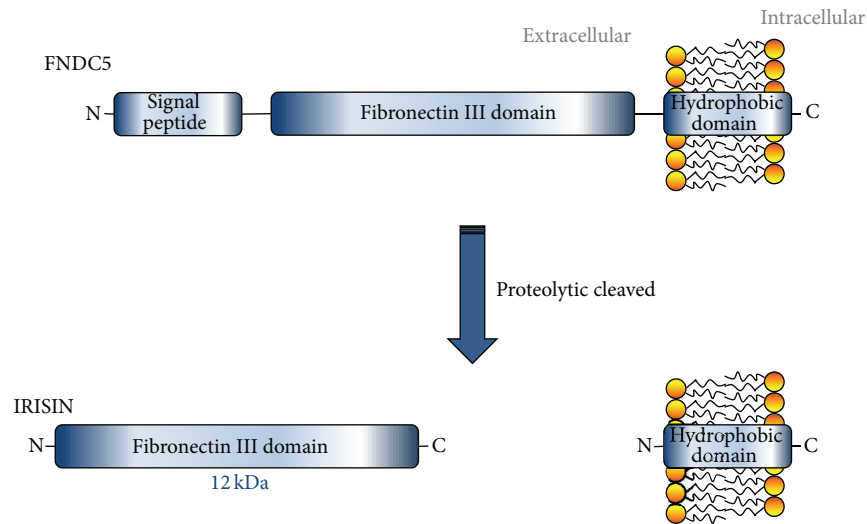 Extracellular
Intracellular
FNDC5
N
Signal
peptide
Fibronectin III domain
Hydrophobic
domain
C
Proteolytic cleaved
IRISIN
N
Fibronectin III domain
C
12 kDa
N
Hydrophobic
domain
C